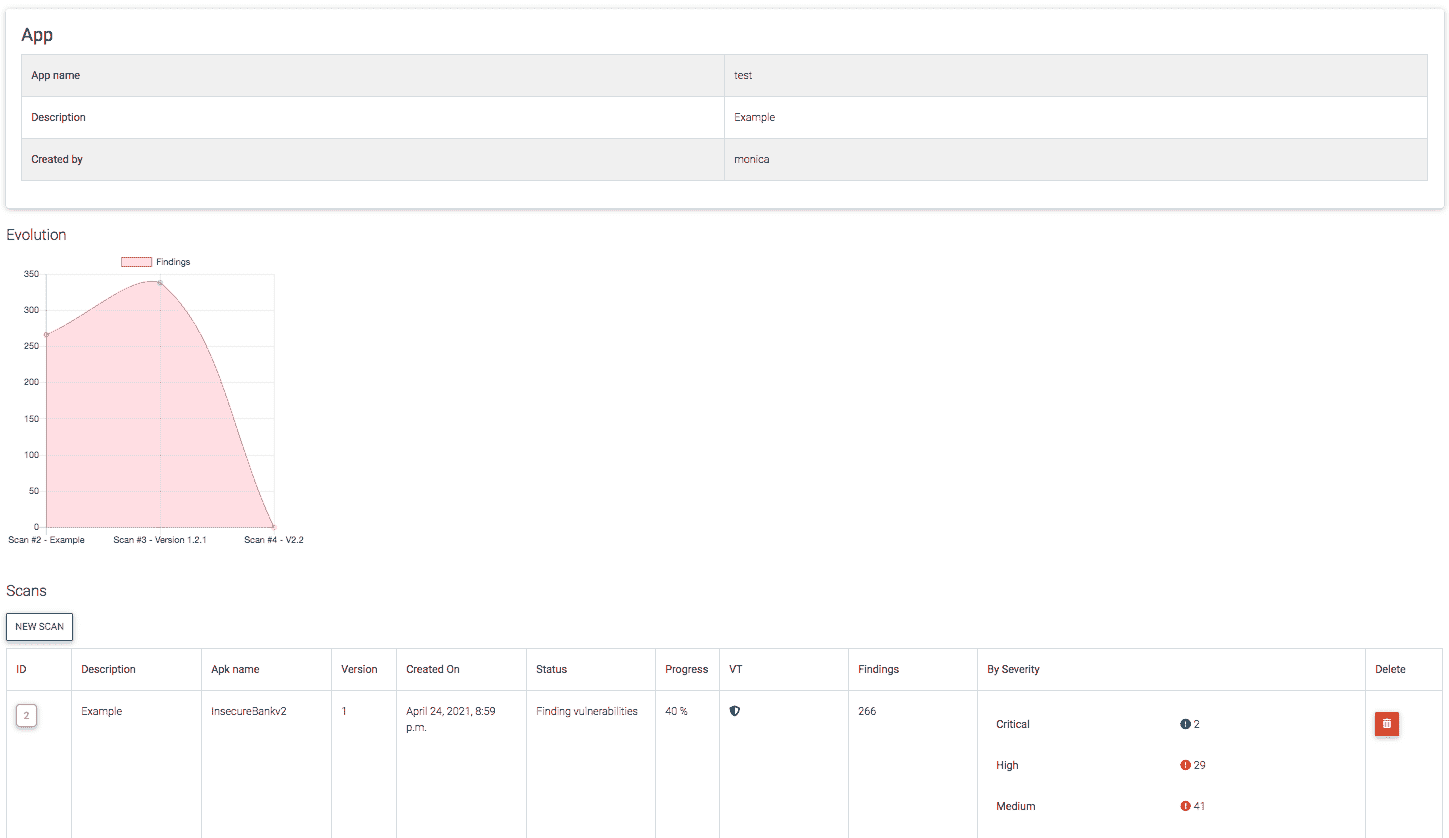 App
App name test
Description Example
Created by monica
Evolution
Findings
350
300
250
200
150
100
50
0
Scan #2 - Example Scan #3 - Version 1.2.1 Scan #4 - V2.2
Scans
NEW SCAN
ID Description Apk name Version Created On Status Progress VT Findings By Severity Delete
2 Example InsecureBankv2 1 April 24, 2021, 8:59 Finding vulnerabilities 40 % 266
p.m.
Critical 2
High 29
Medium 41